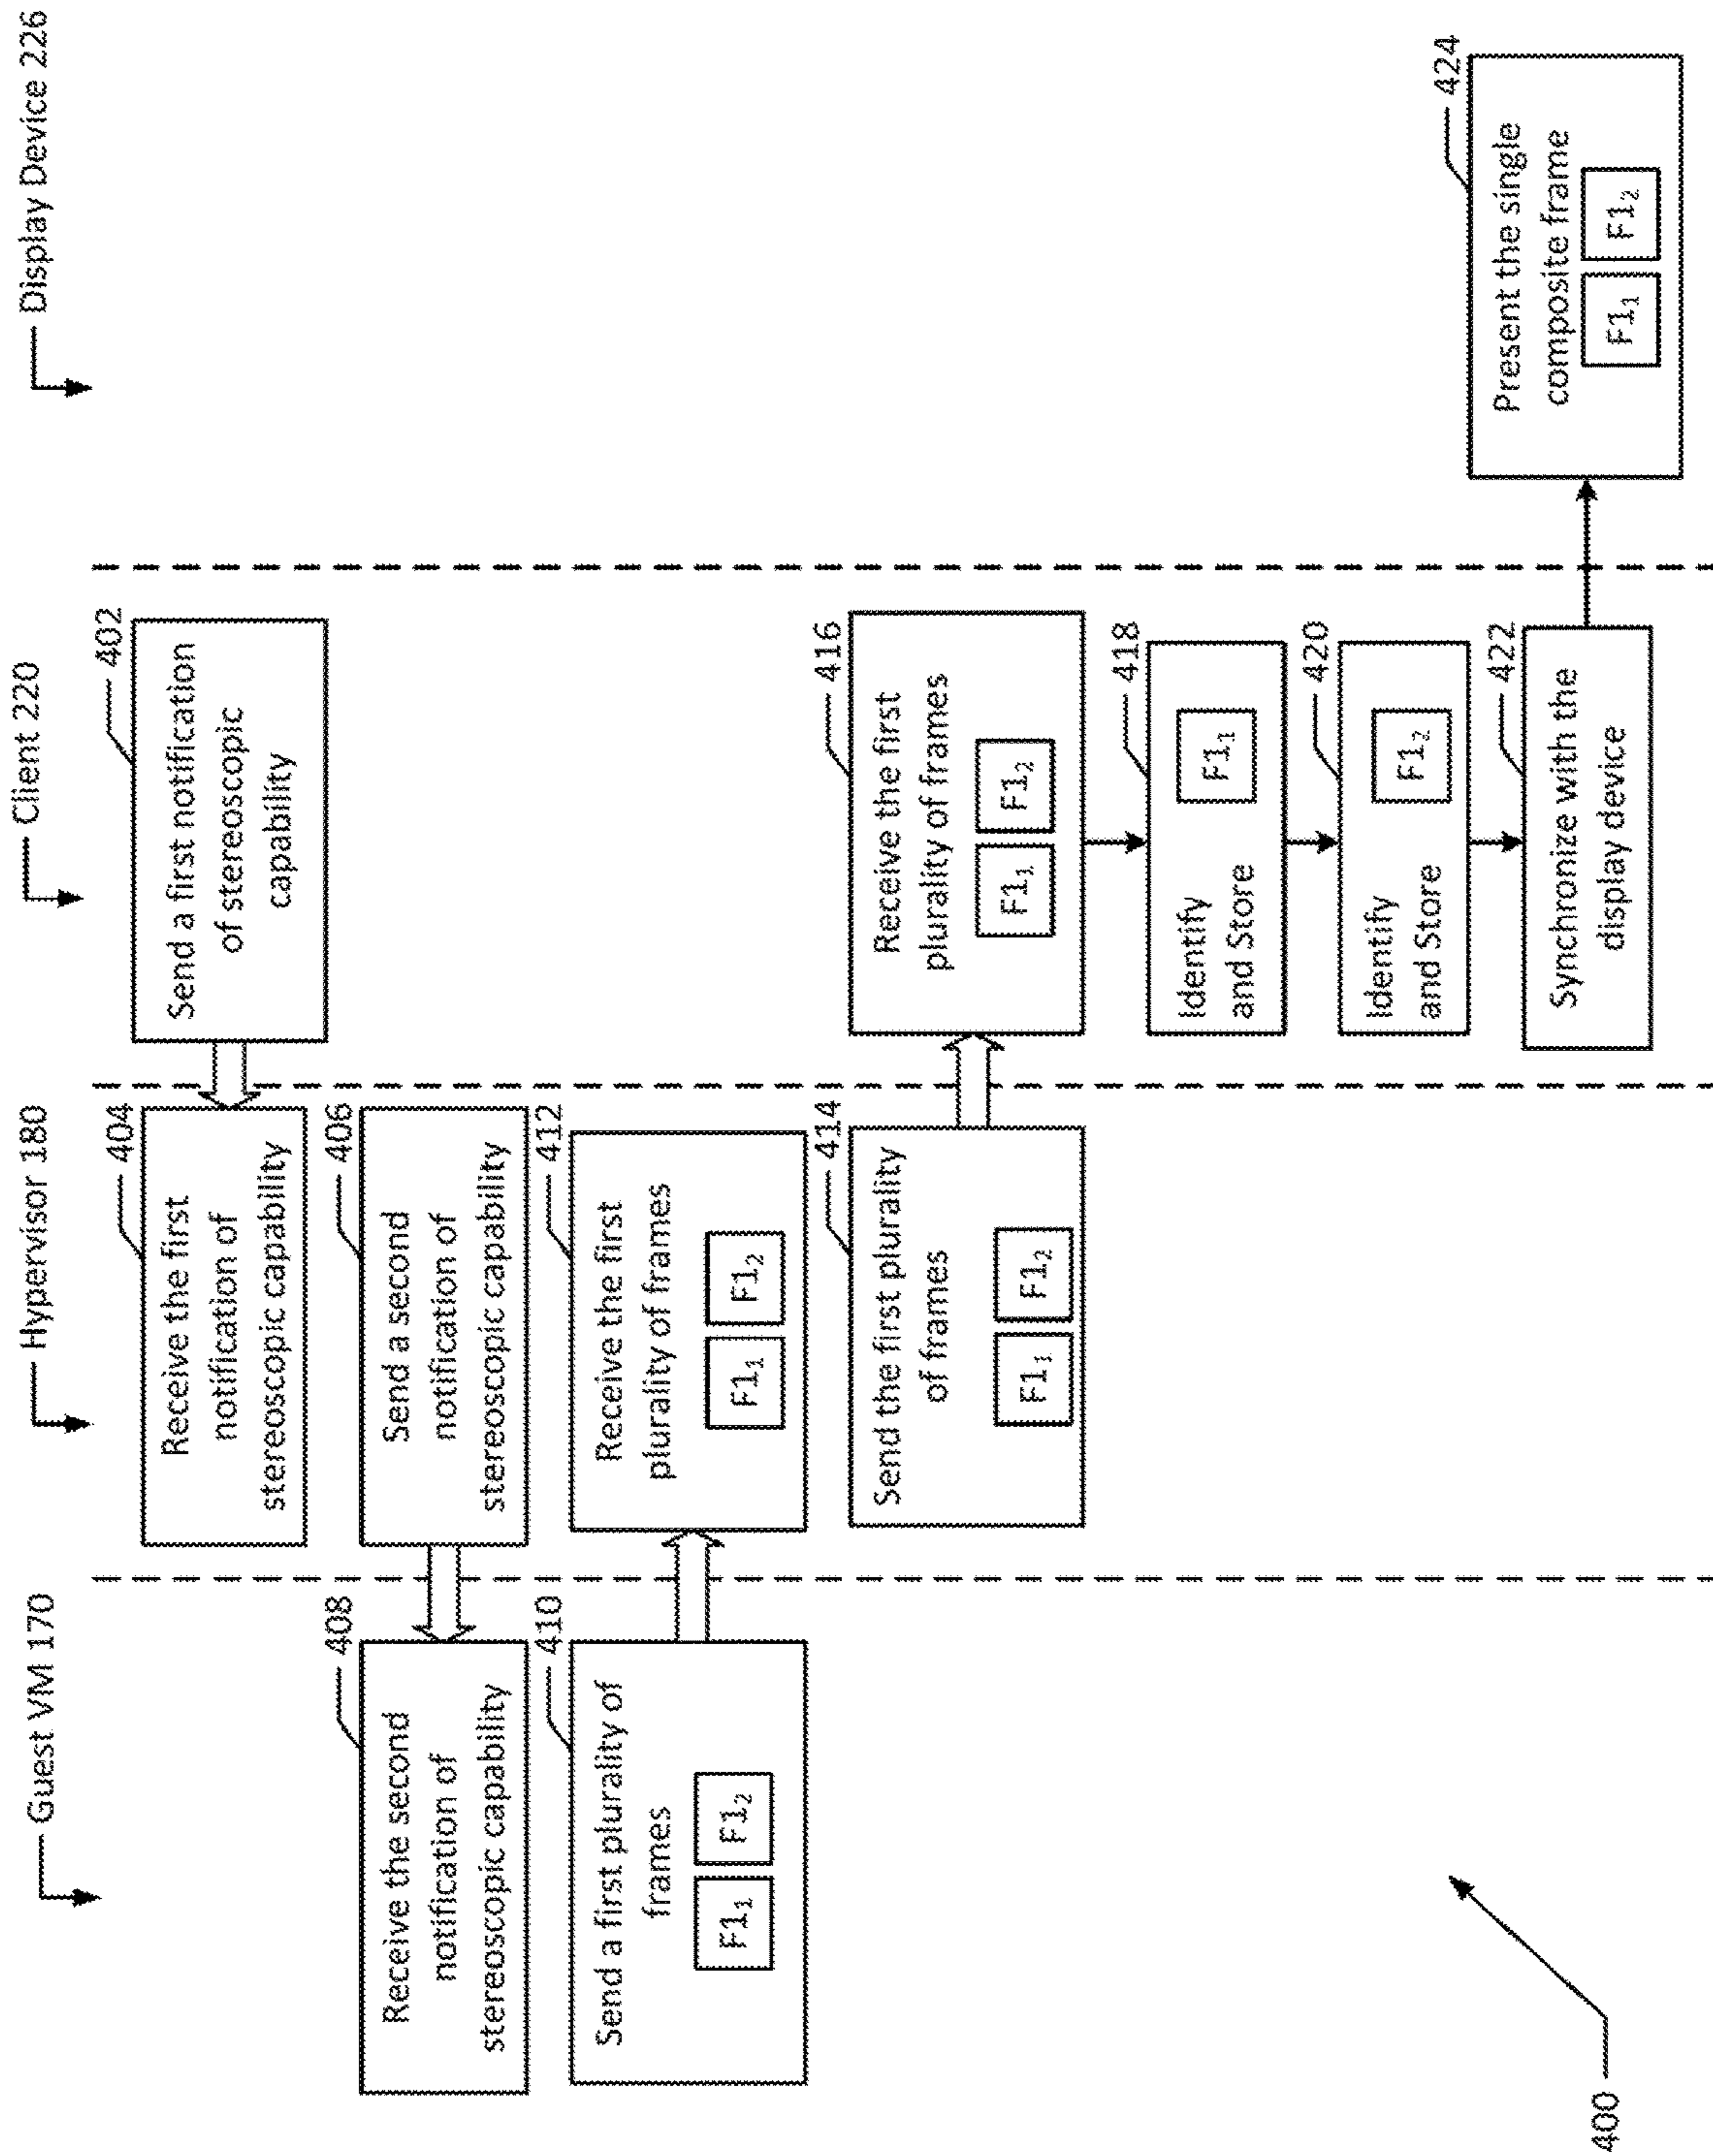 Guest VM 170
Hypervisor 180
Client 220
Display Device 226
402
Send a first notification
of stereoscopic
capability
404
Receive the first
notification of
stereoscopic capability
406
Send a second
notification of
stereoscopic capability
408
Receive the second
notification of
stereoscopic capability
410
Send a first plurality of
frames
F1₁ F1₂
412
Receive the first
plurality of frames
F1₁ F1₂
414
Send the first plurality
of frames
F1₁ F1₂
416
Receive the first
plurality of frames
F1₁ F1₂
418
Identify
and Store
F1₁
420
Identify
and Store
F1₂
422
Synchronize with the
display device
424
Present the single
composite frame
F1₁ F1₂
400